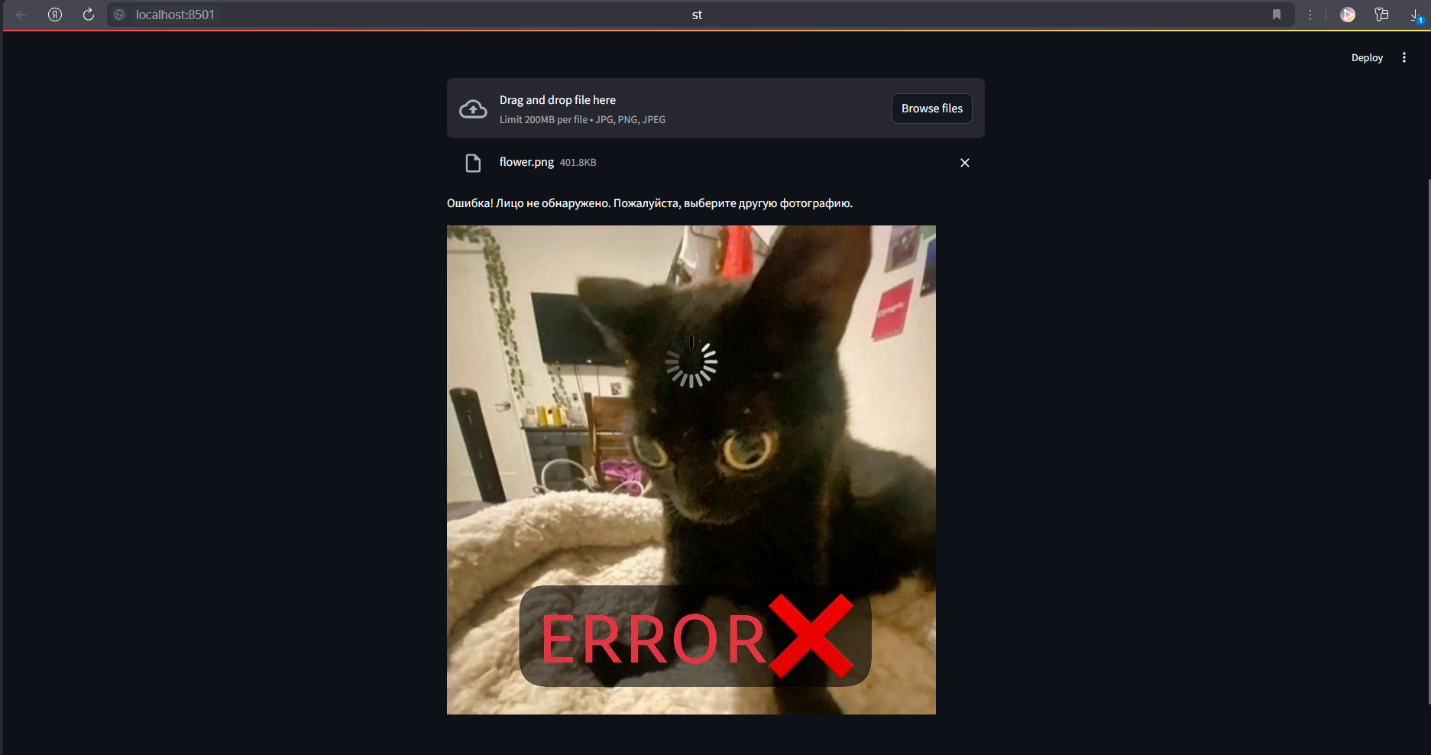 localhost:8501
st
Deploy
Drag and drop file here
Limit 200MB per file • JPG, PNG, JPEG
Browse files
flower.png 401.8KB
Ошибка! Лицо не обнаружено. Пожалуйста, выберите другую фотографию.
ERROR❌